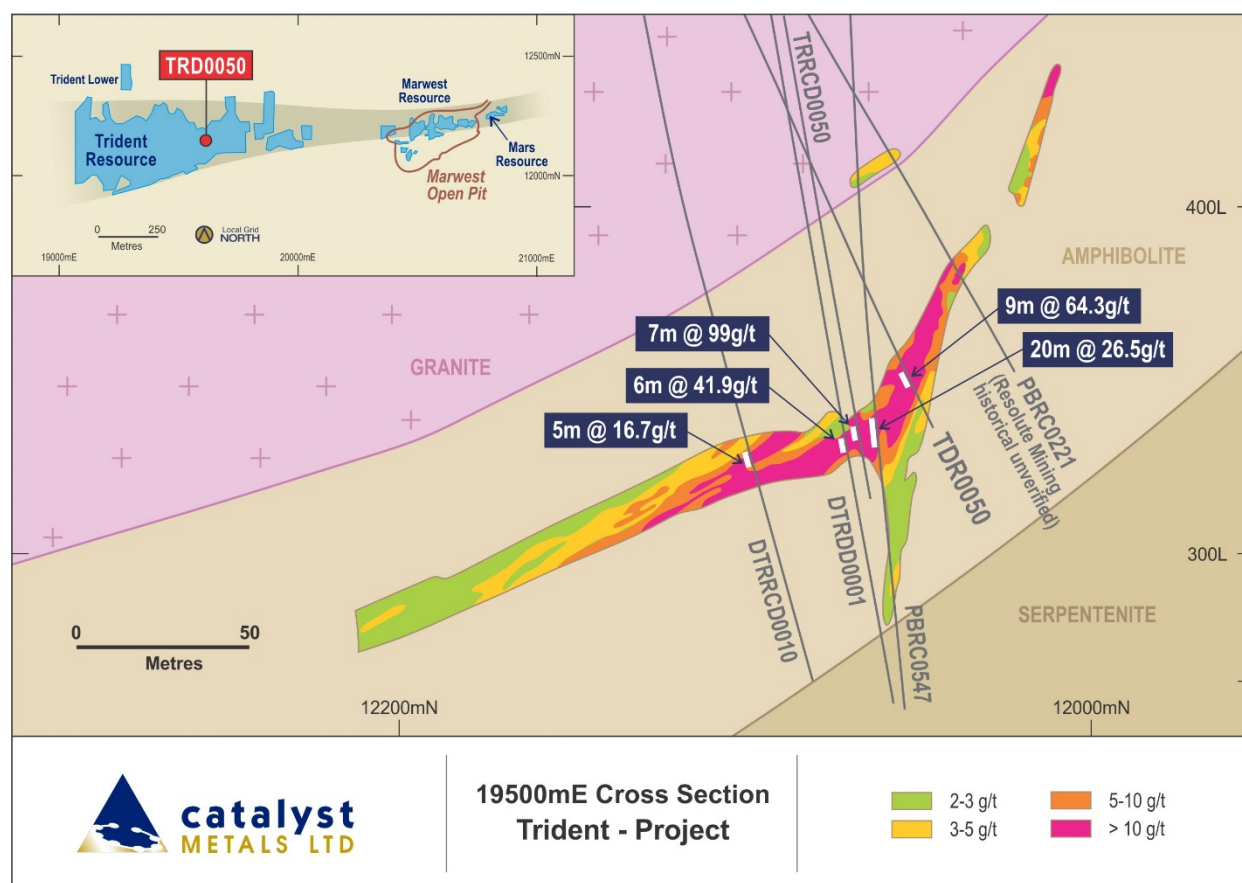 TRD0050
Trident Lower
Trident
Resource
Marwest
Resource
Mars
Resource
Marwest
Open Pit
12500mN
12000mN
0 250
Metres
Local Grid
NORTH
19000mE
20000mE
21000mE
TRRCD0050
400L
AMPHIBOLITE
GRANITE
7m @ 99g/t
6m @ 41.9g/t
5m @ 16.7g/t
9m @ 64.3g/t
20m @ 26.5g/t
PBRC0221
(Resolute Mining
historical unverified)
TDR0050
DTRRCD0010
DTRDD0001
PBRC0547
300L
SERPENTENITE
0 50
Metres
12200mN
12000mN
catalyst
METALS LTD
19500mE Cross Section
Trident - Project
2-3 g/t
3-5 g/t
5-10 g/t
> 10 g/t